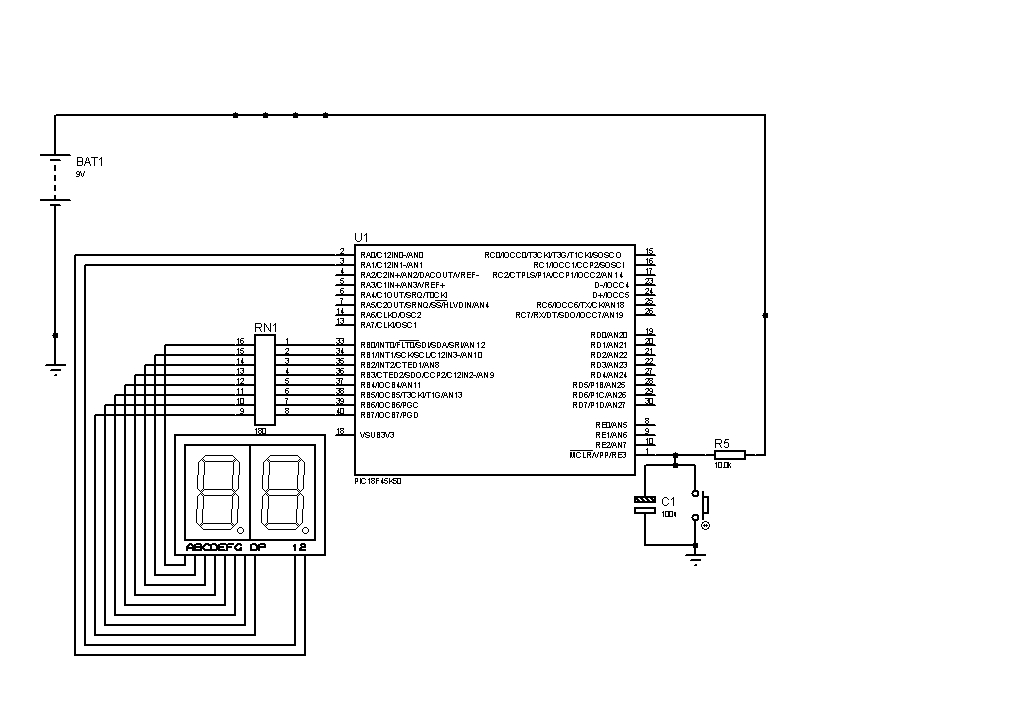 BAT1
9V
U1
2 RA0/C12IN0-/AN0
3 RA1/C12IN1-/AN1
4 RA2/C2IN+/AN2/DACOUT/VREF-
5 RA3/C1IN+/AN3/VREF+
6 RA4/C1OUT/SRQ/T0CKI
7 RA5/C2OUT/SRNQ/SS/HLVDIN/AN4
14 RA6/CLKO/OSC2
13 RA7/CLKI/OSC1
33 RB0/INT0/FLT0/SDI/SDA/SRI/AN12
34 RB1/INT1/SCK/SCL/C12IN3-/AN10
35 RB2/INT2/CTED1/AN8
36 RB3/CTED2/SDO/CCP2/C12IN2-/AN9
37 RB4/IOCB4/AN11
38 RB5/IOCB5/T3CKI/T1G/AN13
39 RB6/IOCB6/PGC
40 RB7/IOCB7/PGD
18 VSUB3V3
RC0/IOCC0/T3CKI/T3G/T1CKI/SOSCO 15
RC1/IOCC1/CCP2/SOSCI 16
RC2/CTPLS/P1A/CCP1/IOCC2/AN14 17
D-/IOCC4 23
D+/IOCC5 24
RC6/IOCC6/TX/CK/AN18 25
RC7/RX/DT/SDO/IOCC7/AN19 26
RD0/AN20 19
RD1/AN21 20
RD2/AN22 21
RD3/AN23 22
RD4/AN24 27
RD5/P1B/AN25 28
RD6/P1C/AN26 29
RD7/P1D/AN27 30
RE0/AN5 8
RE1/AN6 9
RE2/AN7 10
MCLR/VPP/RE3 1
PIC18F45K50
RN1
16 1
15 2
14 3
13 4
12 5
11 6
10 7
9 8
180
R5
10.0k
C1
100n
ABCDEFG DP 12